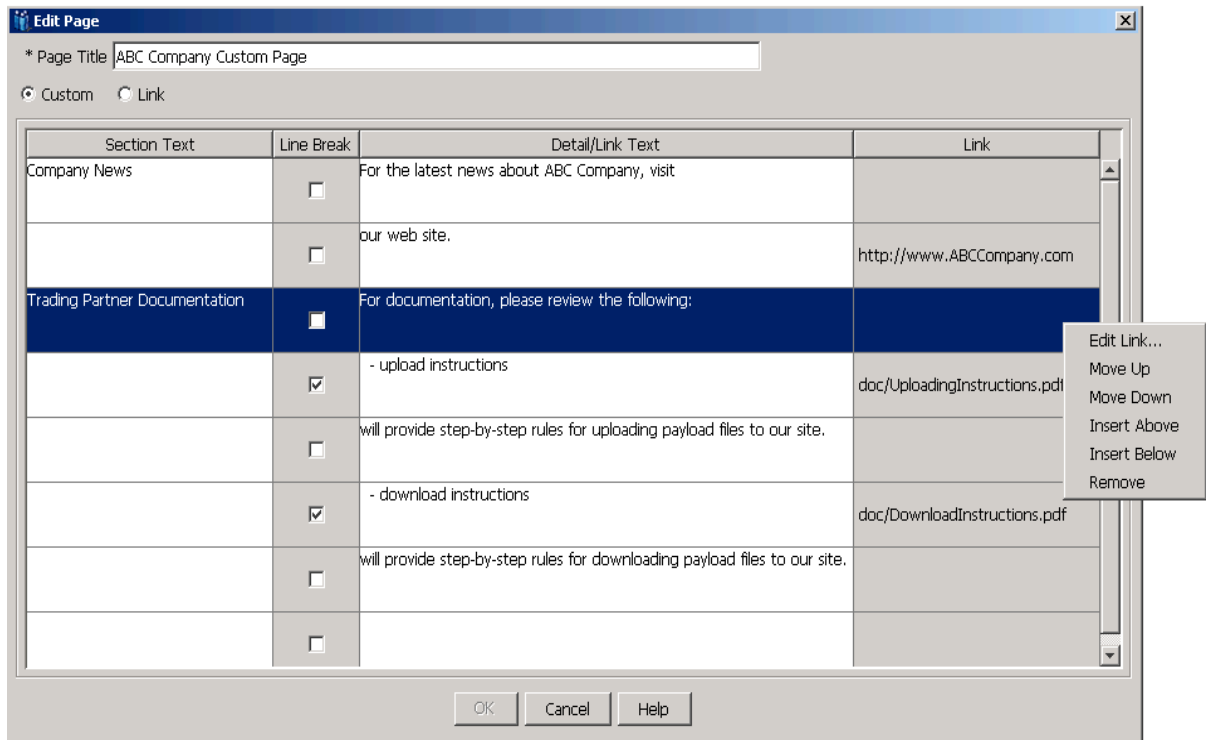 Edit Page
* Page Title ABC Company Custom Page
Custom Link
Section Text Line Break Detail/Link Text Link
Company News For the latest news about ABC Company, visit
our web site. http://www.ABCCompany.com
Trading Partner Documentation For documentation, please review the following:
Edit Link...
Move Up
Move Down
Insert Above
Insert Below
Remove
- upload instructions doc/UploadingInstructions.pdf
will provide step-by-step rules for uploading payload files to our site.
- download instructions doc/DownloadInstructions.pdf
will provide step-by-step rules for downloading payload files to our site.
OK Cancel Help